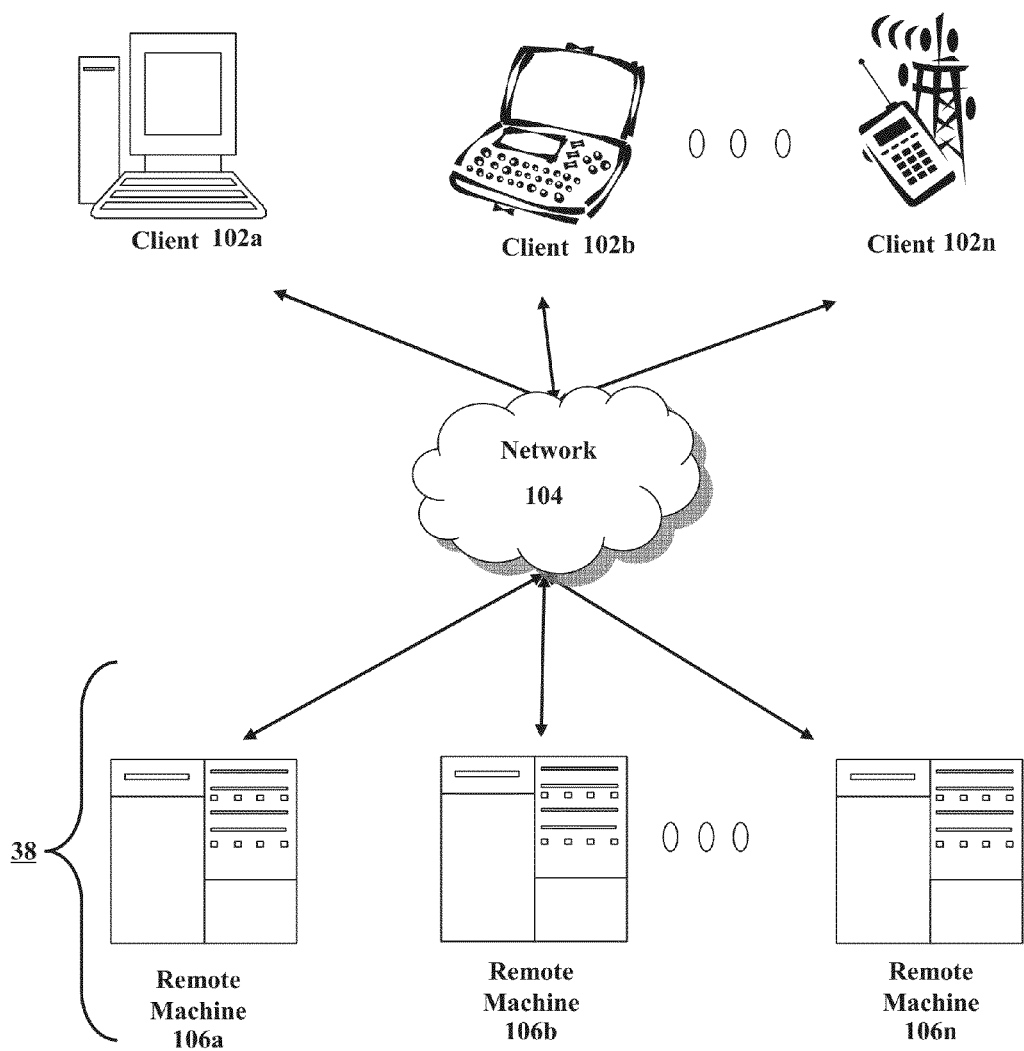 Client 102a
Client 102b
Client 102n
Network
104
38
Remote
Machine
106a
Remote
Machine
106b
Remote
Machine
106n